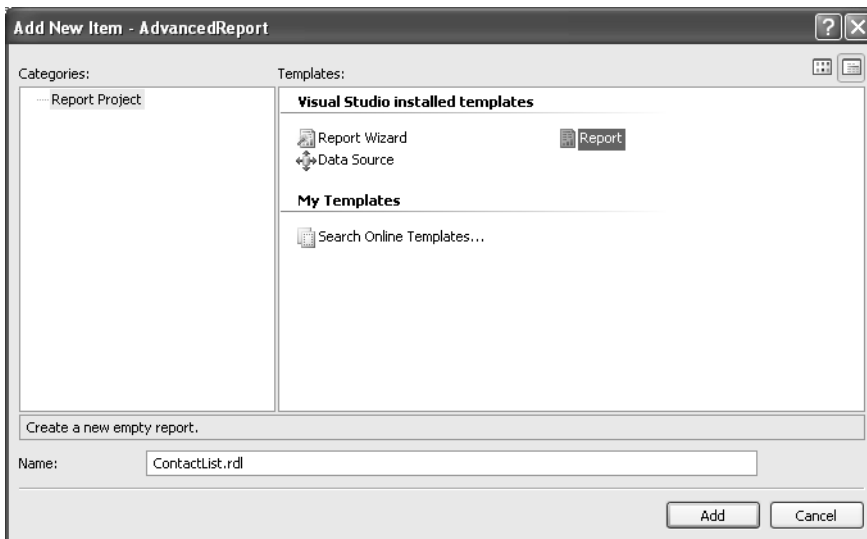 Add New Item - AdvancedReport
Categories:
Templates:
Report Project
Visual Studio installed templates
Report Wizard
Report
Data Source
My Templates
Search Online Templates...
Create a new empty report.
Name:
ContactList.rdl
Add
Cancel